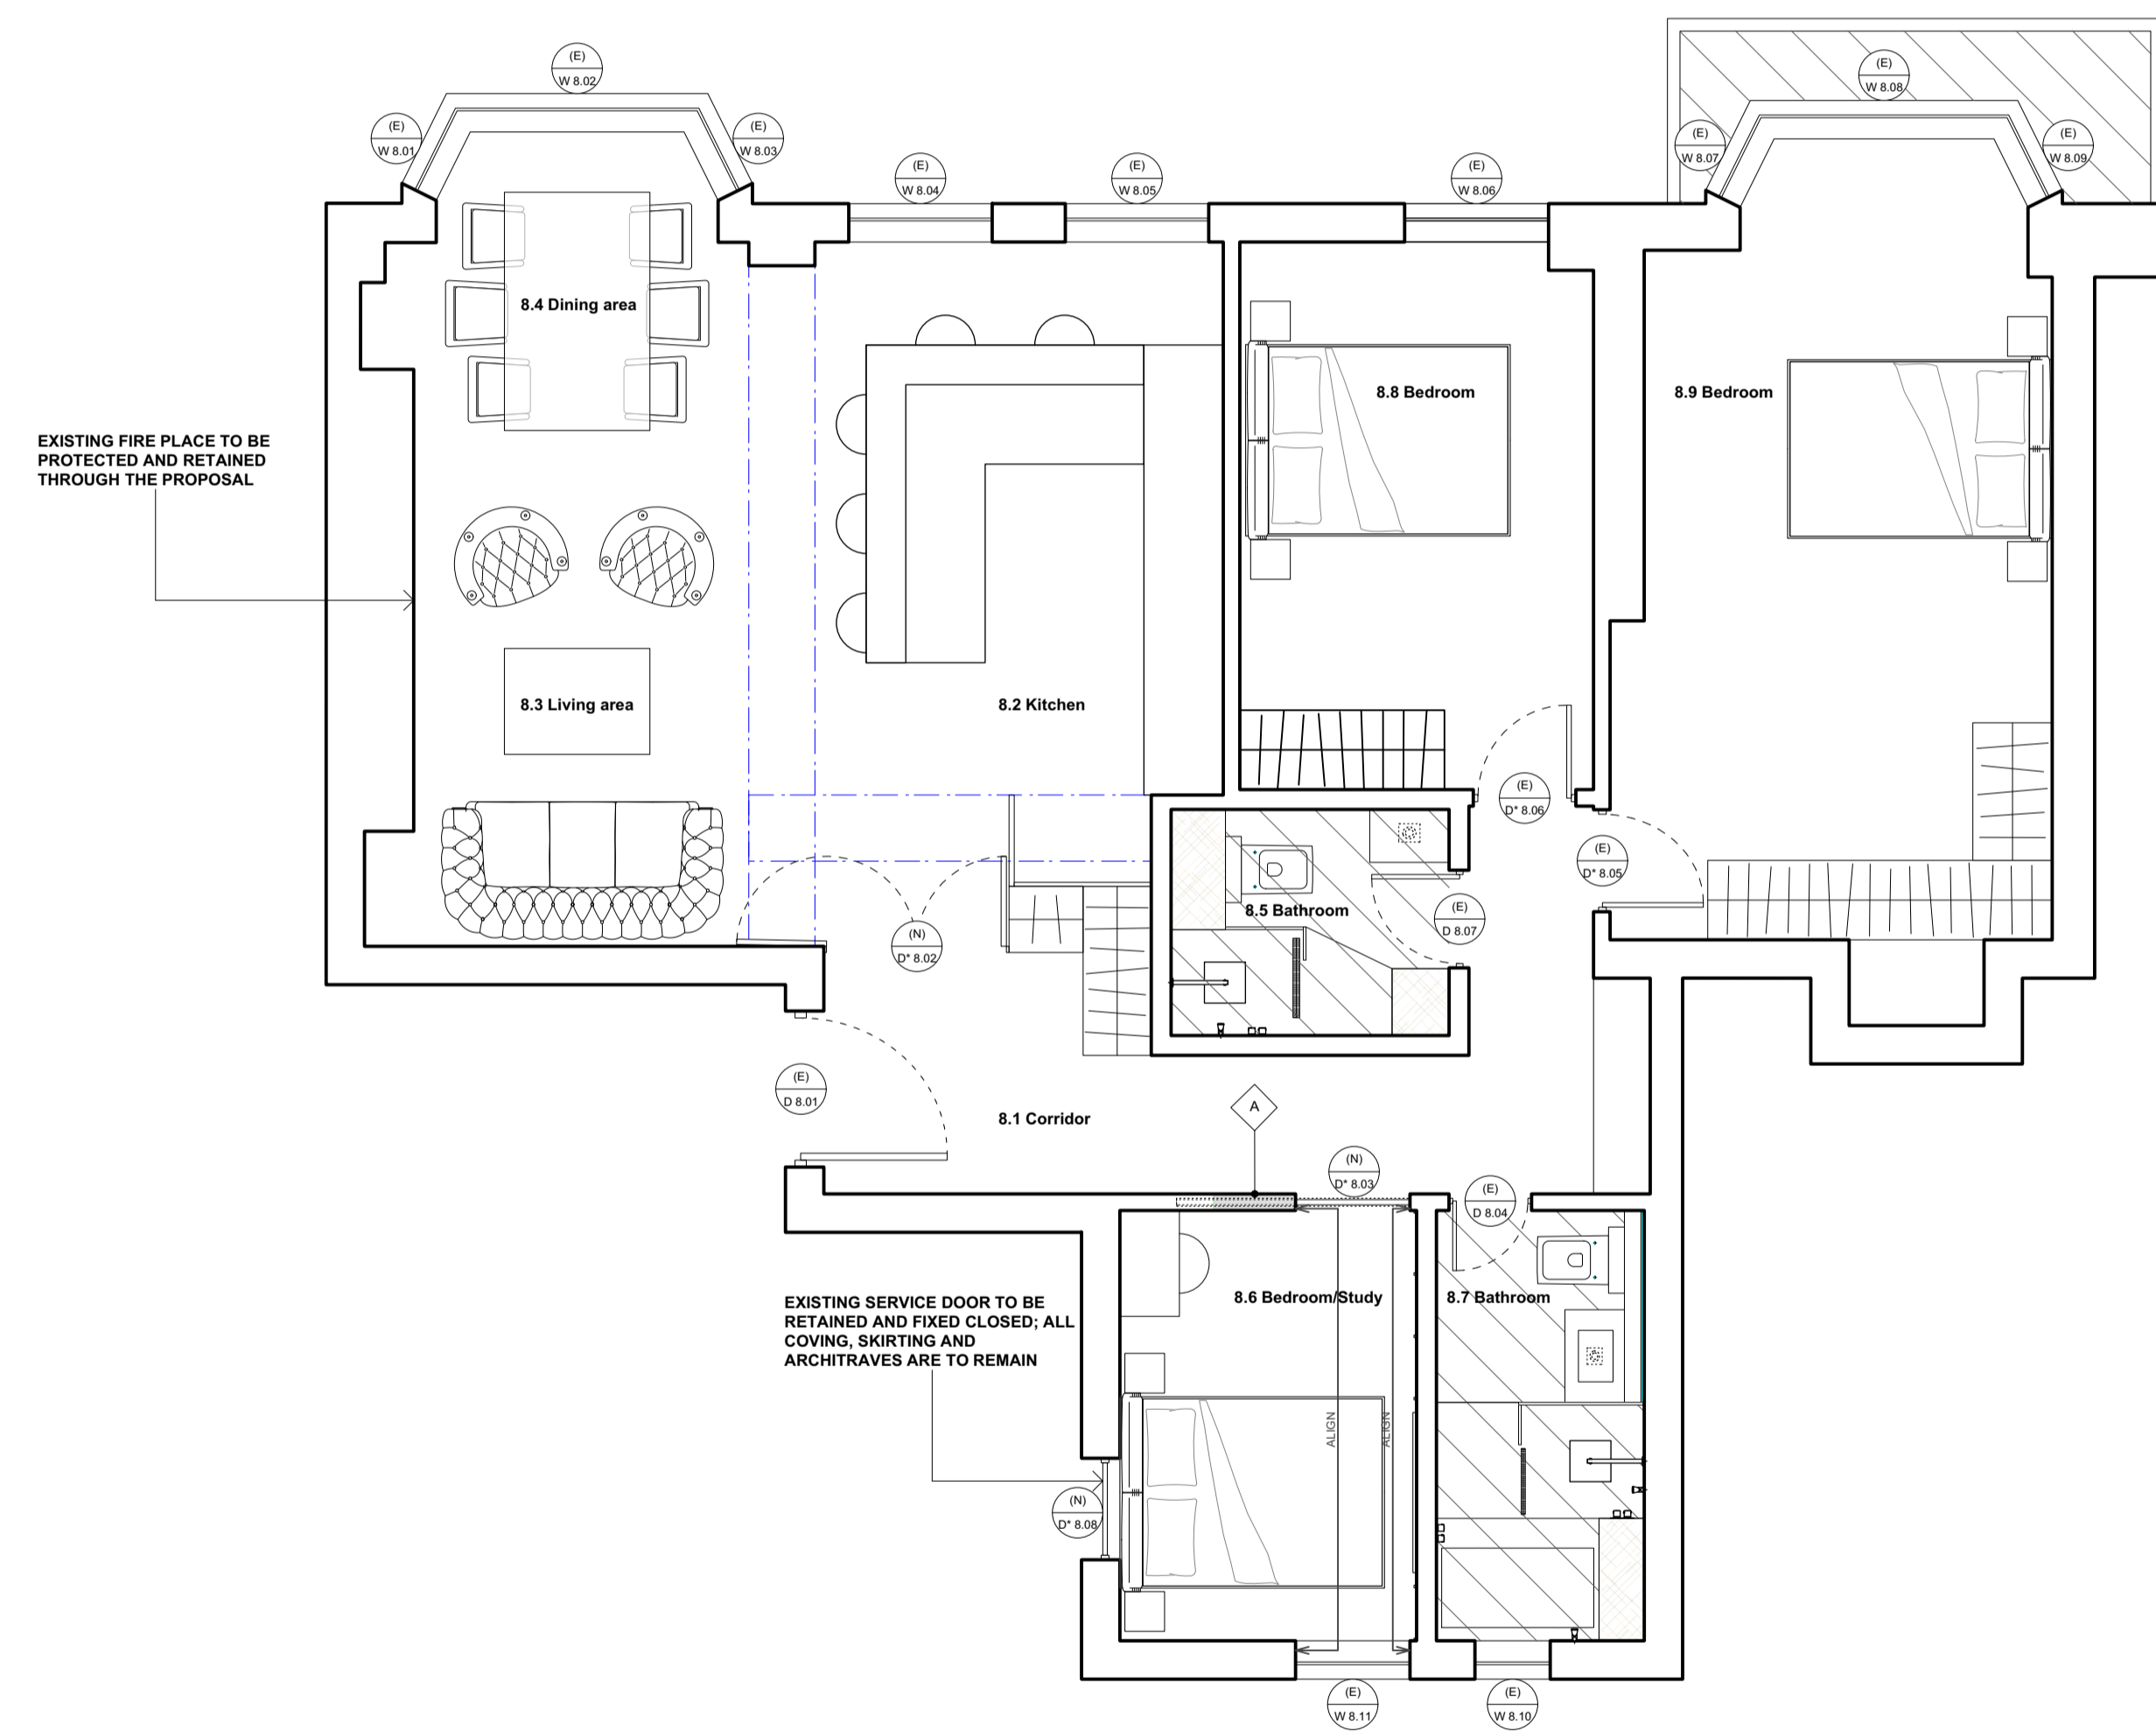 (E)
W 8.02
(E)
W 8.01
(E)
W 8.03
(E)
W 8.04
(E)
W 8.05
(E)
W 8.06
(E)
W 8.07
(E)
W 8.08
(E)
W 8.09
8.4 Dining area
8.8 Bedroom
8.9 Bedroom
EXISTING FIRE PLACE TO BE
PROTECTED AND RETAINED
THROUGH THE PROPOSAL
8.3 Living area
8.2 Kitchen
(E)
D* 8.06
(E)
D* 8.05
8.5 Bathroom
(E)
D 8.07
(N)
D* 8.02
(E)
D 8.01
8.1 Corridor
A
(N)
D* 8.03
(E)
D 8.04
EXISTING SERVICE DOOR TO BE
RETAINED AND FIXED CLOSED; ALL
COVING, SKIRTING AND
ARCHITRAVES ARE TO REMAIN
8.6 Bedroom/Study
8.7 Bathroom
ALIGN
ALIGN
(N)
D* 8.08
(E)
W 8.11
(E)
W 8.10